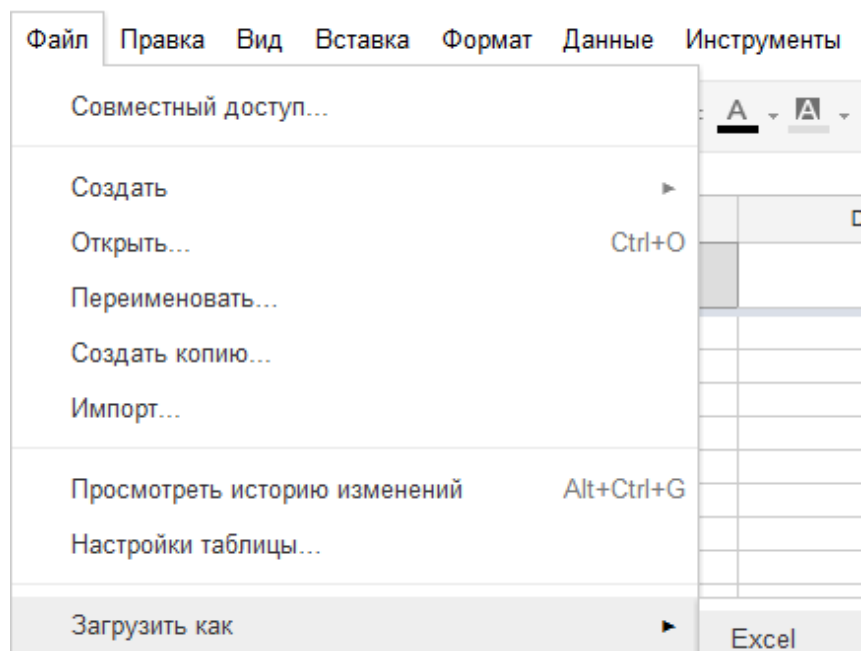 Файл Правка Вид Вставка Формат Данные Инструменты
Совместный доступ...
A A
Создать
D
Открыть... Ctrl+O
Переименовать...
Создать копию...
Импорт...
Просмотреть историю изменений Alt+Ctrl+G
Настройки таблицы...
Загрузить как
Excel